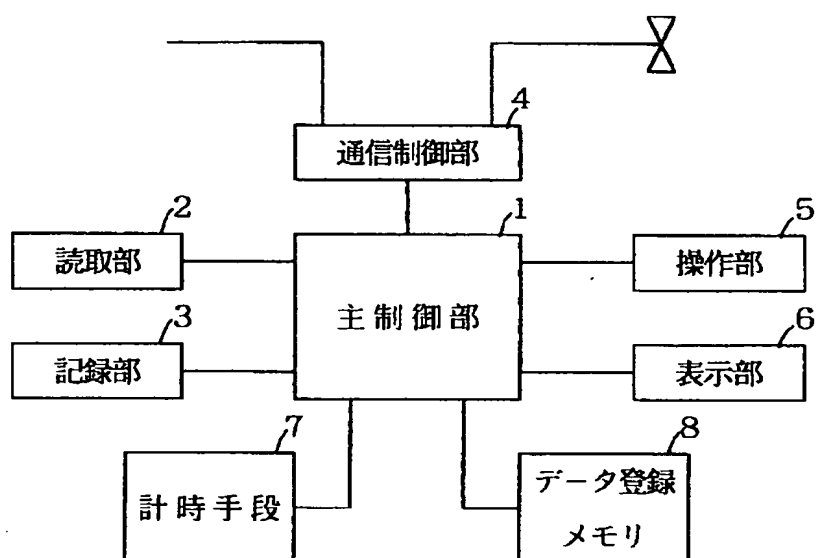 4
通信制御部
2
読取部
1
主制御部
5
操作部
3
記録部
6
表示部
7
計時手段
8
データ登録
メモリ